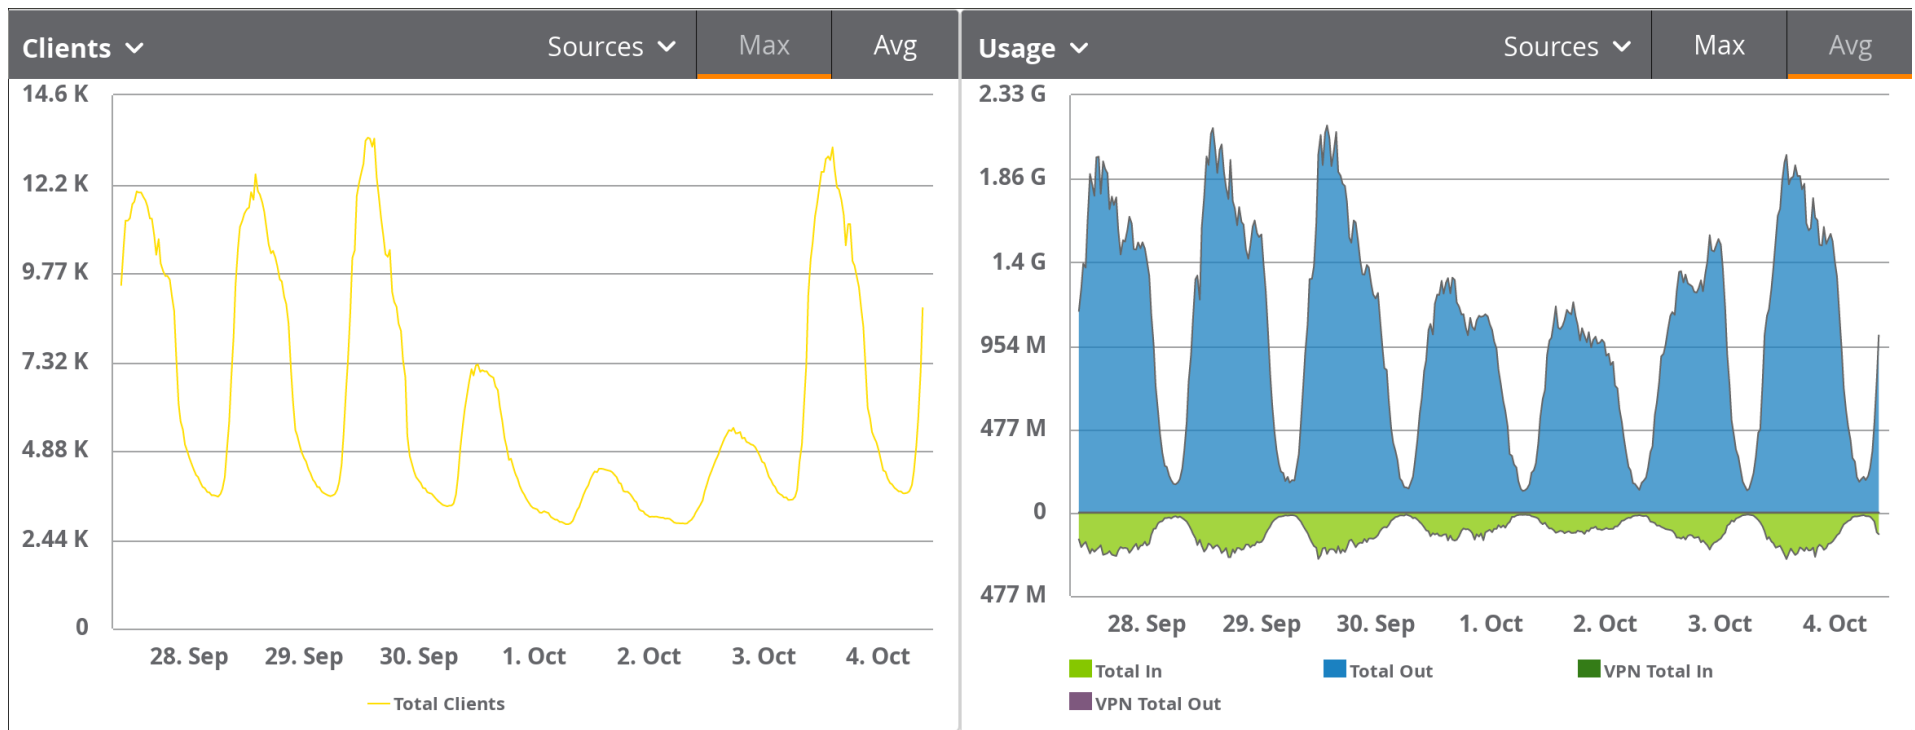 Clients Sources Max Avg
14.6 K
12.2 K
9.77 K
7.32 K
4.88 K
2.44 K
0
28. Sep 29. Sep 30. Sep 1. Oct 2. Oct 3. Oct 4. Oct
Total Clients
Usage Sources Max Avg
2.33 G
1.86 G
1.4 G
954 M
477 M
0
477 M
28. Sep 29. Sep 30. Sep 1. Oct 2. Oct 3. Oct 4. Oct
Total In Total Out VPN Total In
VPN Total Out